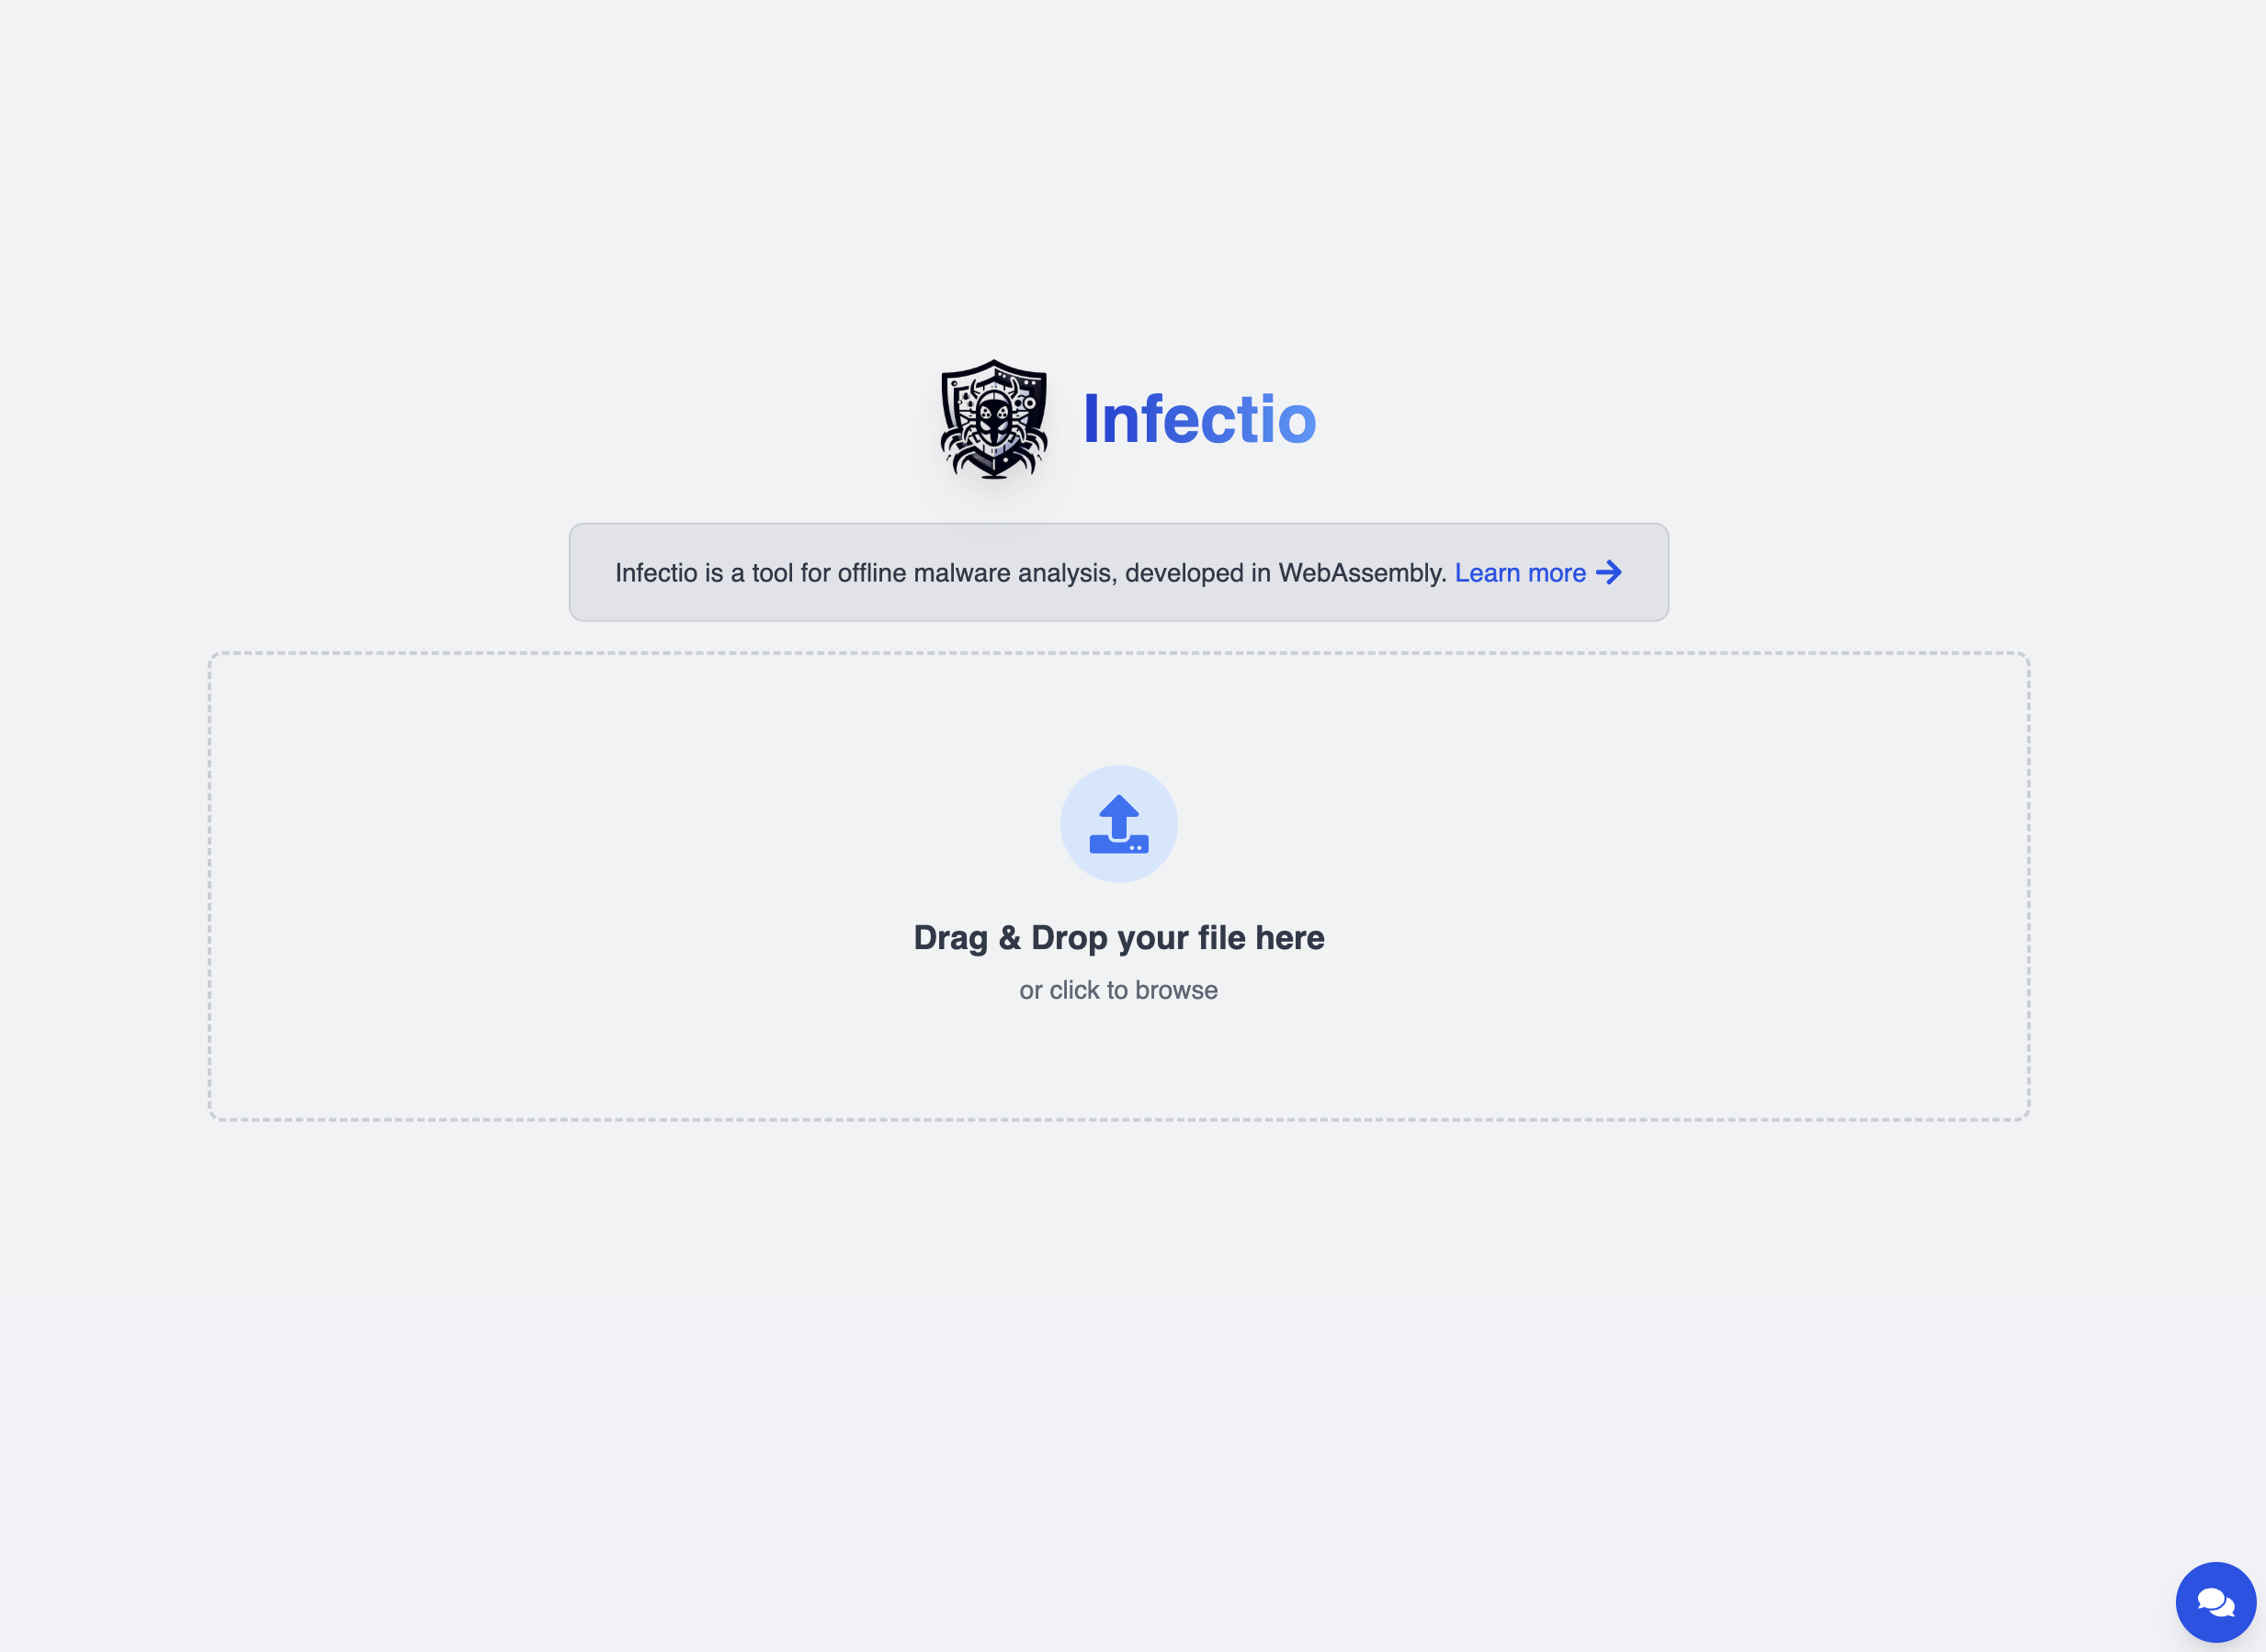 Infectio
Infectio is a tool for offline malware analysis, developed in WebAssembly. Learn more
Drag & Drop your file here
or click to browse